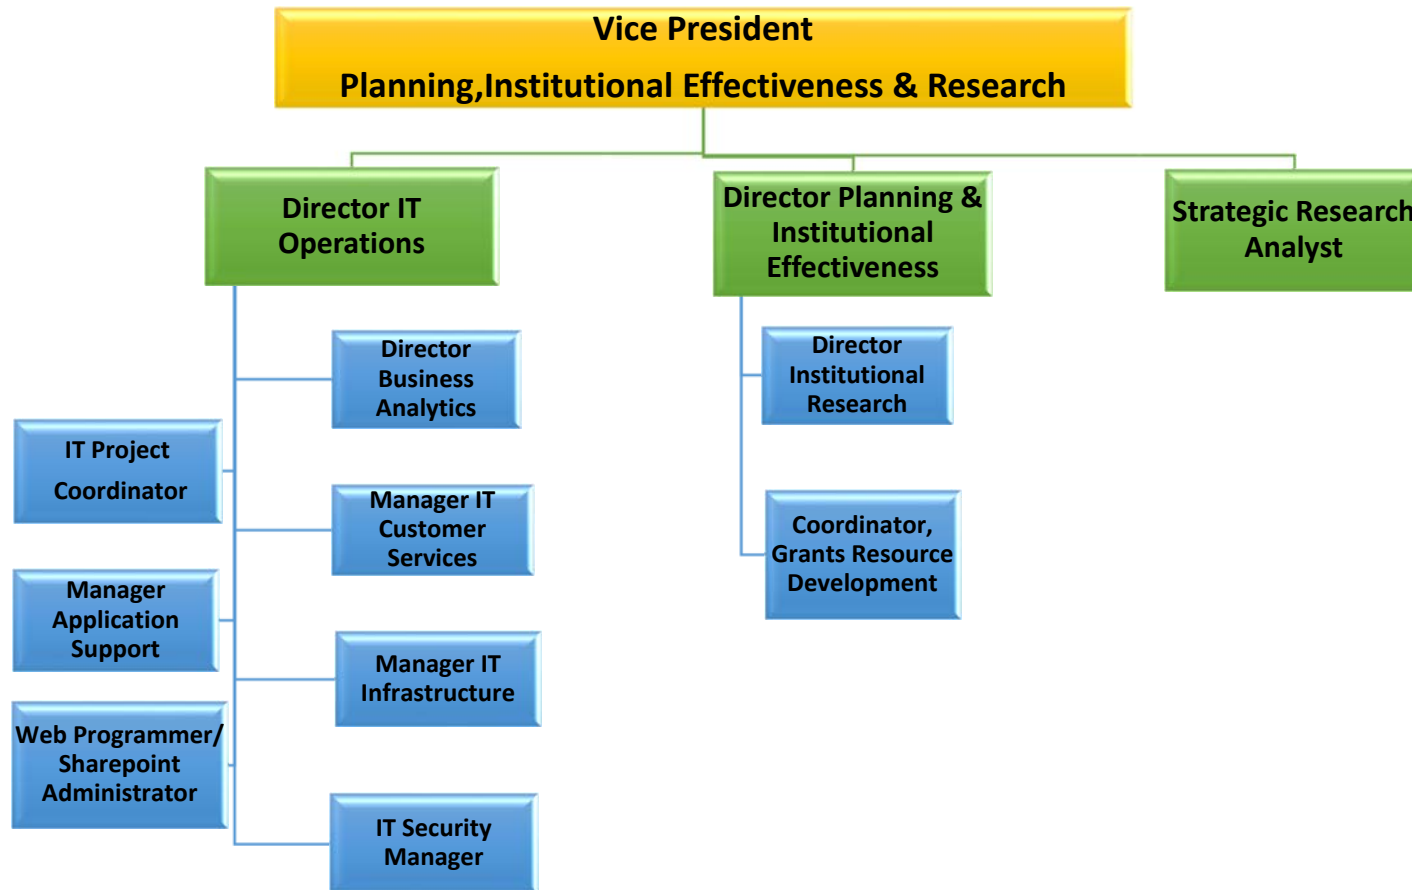 Vice President
Planning,Institutional Effectiveness & Research
Director IT
Operations
Director Planning &
Institutional
Effectiveness
Strategic Research
Analyst
Director
Business
Analytics
IT Project
Coordinator
Manager IT
Customer
Services
Manager
Application
Support
Manager IT
Infrastructure
Web Programmer/
Sharepoint
Administrator
IT Security
Manager
Director
Institutional
Research
Coordinator,
Grants Resource
Development